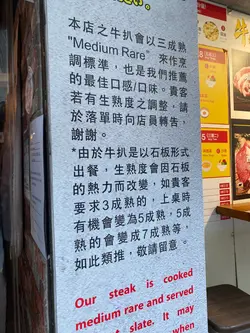 本店之牛扒會以三成熟
"Medium Rare" 來作烹
調標準，也是我們推薦
的最佳口感/口味。貴客
若有生熟度之調整，請
於落單時向店員轉告，
謝謝。
*由於牛扒是以石板形式
出餐，生熟度會因石板
的熱力而改變，如貴客
要求3成熟的，上桌時
有機會變為5成熟，5成
熟的會變成7成熟等，
如此類推，敬請留意。
Our steak is cooked
medium rare and served
slate. It may
when